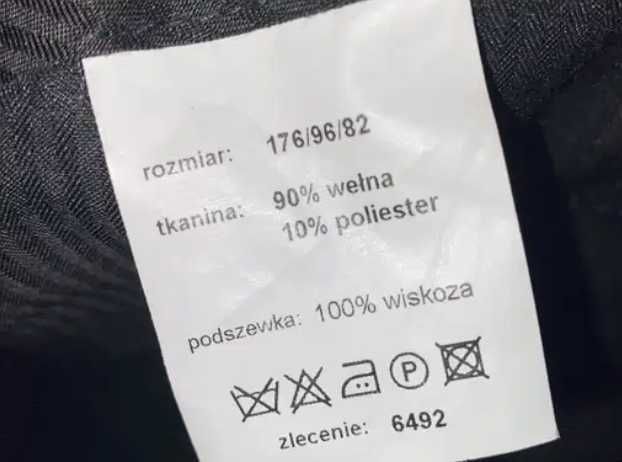 rozmiar: 176/96/82
tkanina: 90% wełna
10% poliester
podszewka: 100% wiskoza
P
zlecenie: 6492